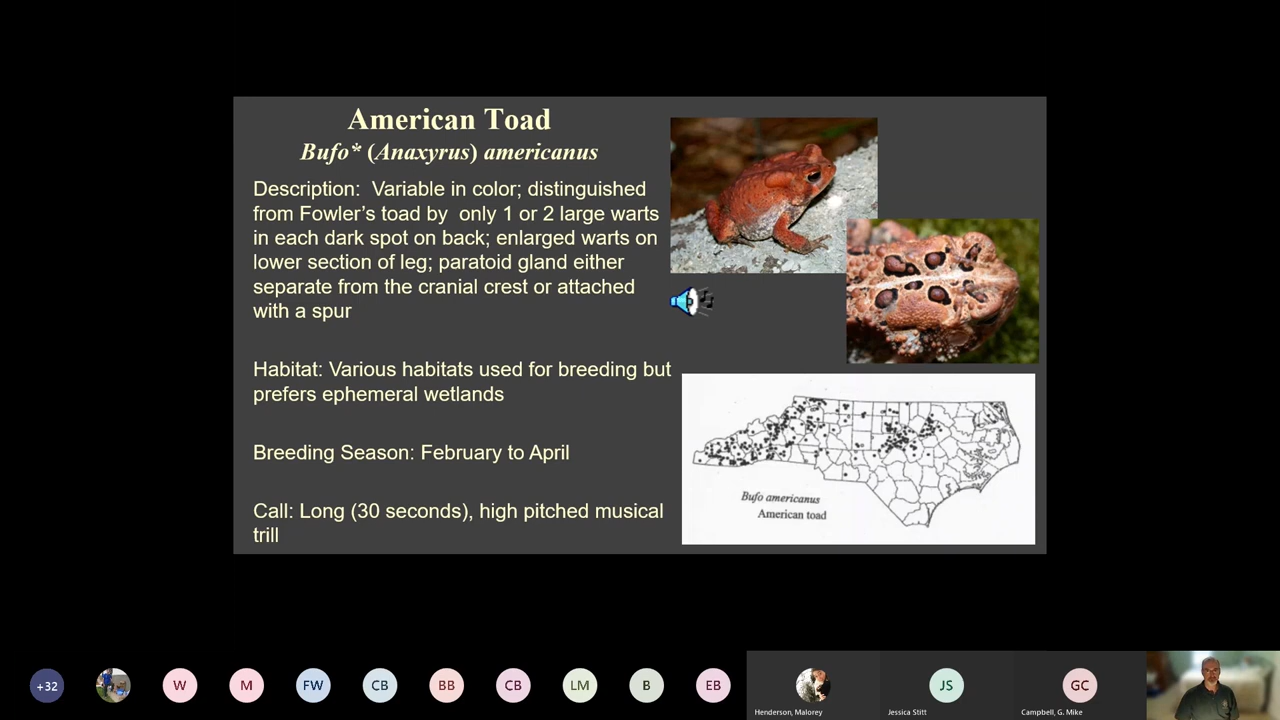 American Toad
Bufo* (Anaxyrus) americanus
Description: Variable in color; distinguished
from Fowler's toad by only 1 or 2 large warts
in each dark spot on back; enlarged warts on
lower section of leg; paratoid gland either
separate from the cranial crest or attached
with a spur
Habitat: Various habitats used for breeding but
prefers ephemeral wetlands
Breeding Season: February to April
Call: Long (30 seconds), high pitched musical
trill
Bufo americanus
American toad
+32
W
M
FW
CB
BB
CB
LM
B
EB
Henderson, Malorey
JS
Jessica Stitt
GC
Campbell, G. Mike